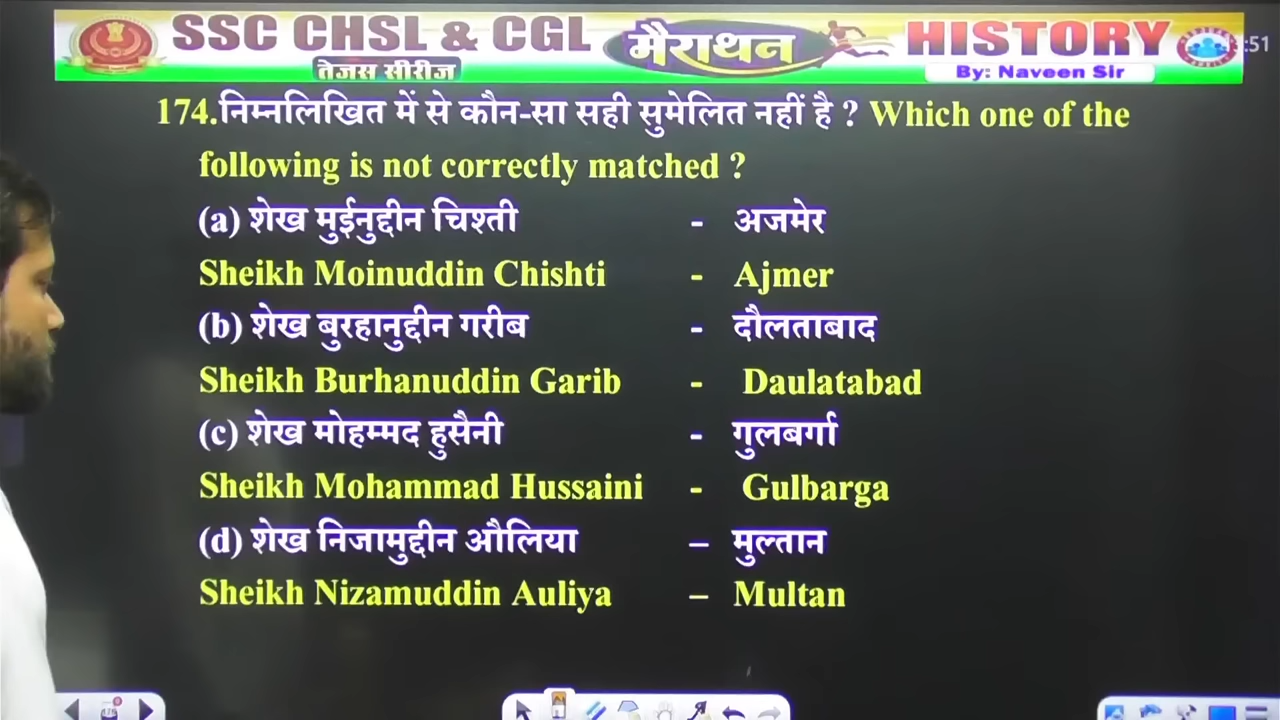 SSC CHSL & CGL
तेजस सीरीज
मैराथन
HISTORY
By: Naveen Sir
:51
174.निम्नलिखित में से कौन-सा सही सुमेलित नहीं है ? Which one of the
following is not correctly matched ?
(a) शेख मुईनुद्दीन चिश्ती - अजमेर
Sheikh Moinuddin Chishti - Ajmer
(b) शेख बुरहानुद्दीन गरीब - दौलताबाद
Sheikh Burhanuddin Garib - Daulatabad
(c) शेख मोहम्मद हुसैनी - गुलबर्गा
Sheikh Mohammad Hussaini - Gulbarga
(d) शेख निजामुद्दीन औलिया – मुल्तान
Sheikh Nizamuddin Auliya – Multan